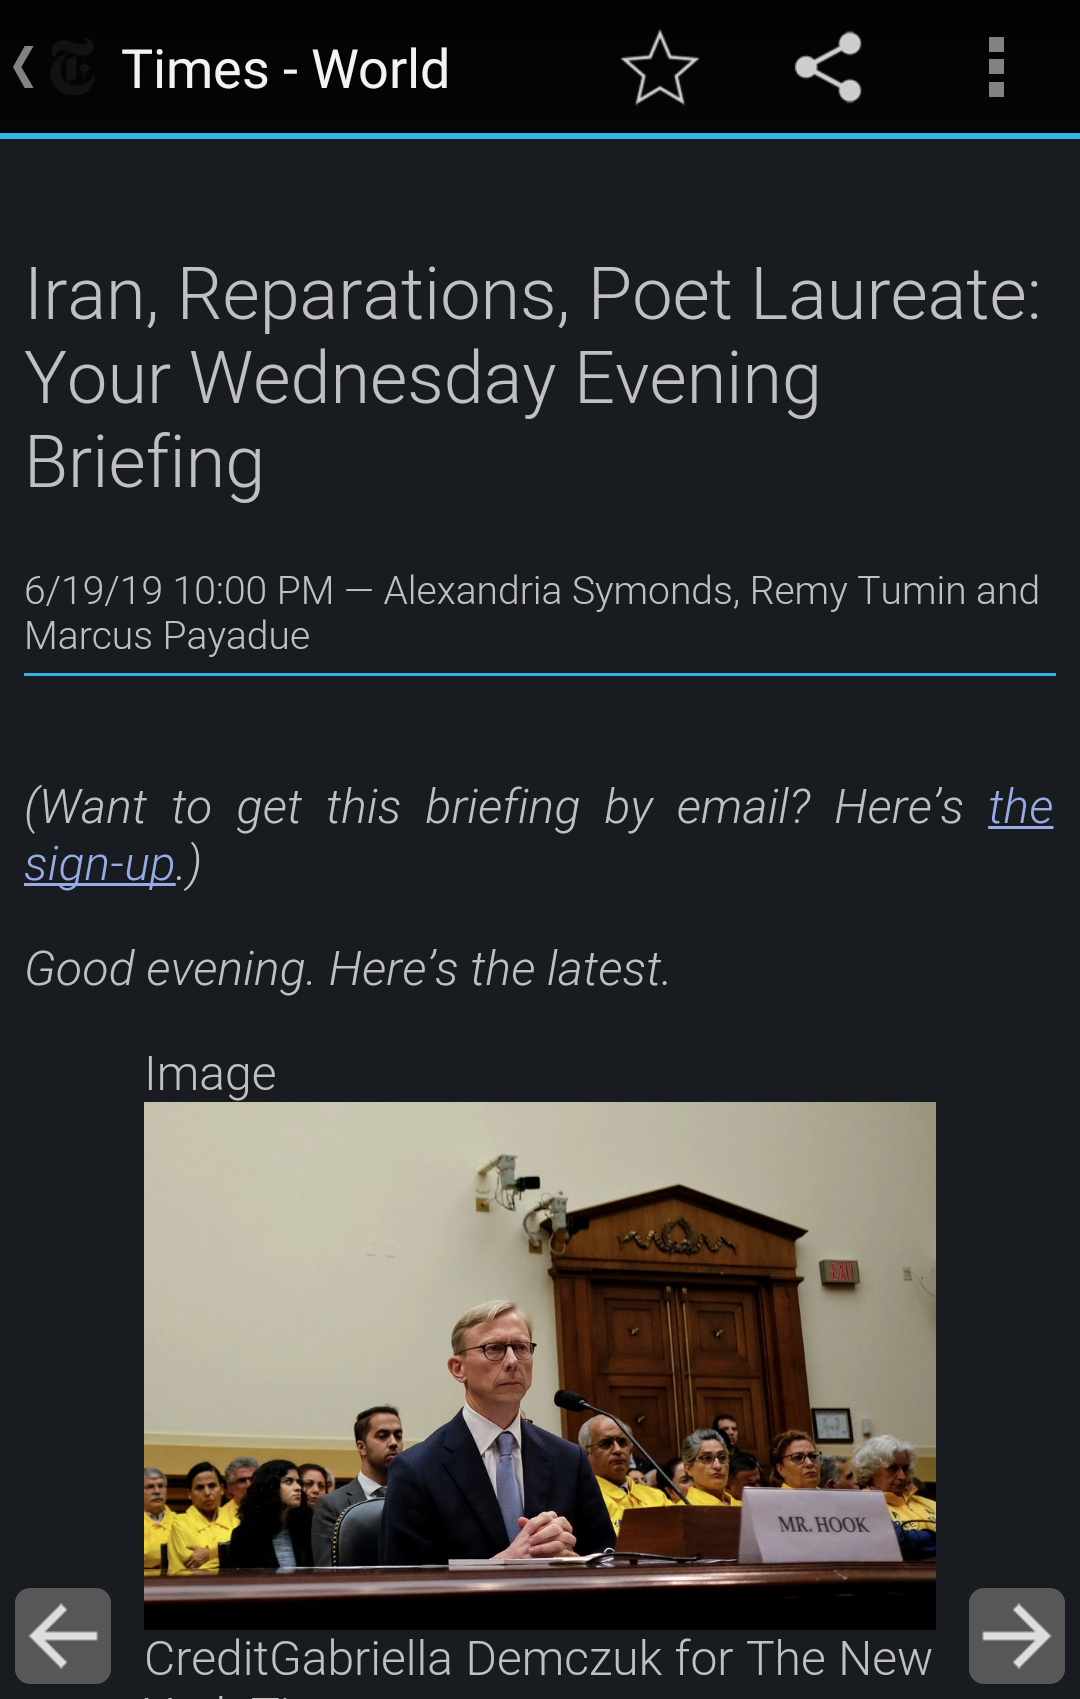 Times - World
Iran, Reparations, Poet Laureate:
Your Wednesday Evening
Briefing
6/19/19 10:00 PM — Alexandria Symonds, Remy Tumin and
Marcus Payadue
(Want to get this briefing by email? Here’s the
sign-up.)
Good evening. Here’s the latest.
Image
EXIT
MR. HOOK
CreditGabriella Demczuk for The New